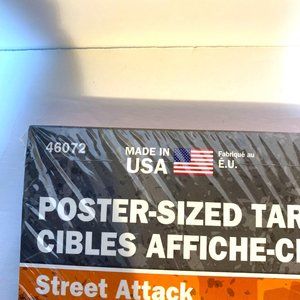 46072
MADE IN
USA
Fabriqué au
É.U.
POSTER-SIZED TAR
CIBLES AFFICHE-C
Street Attack